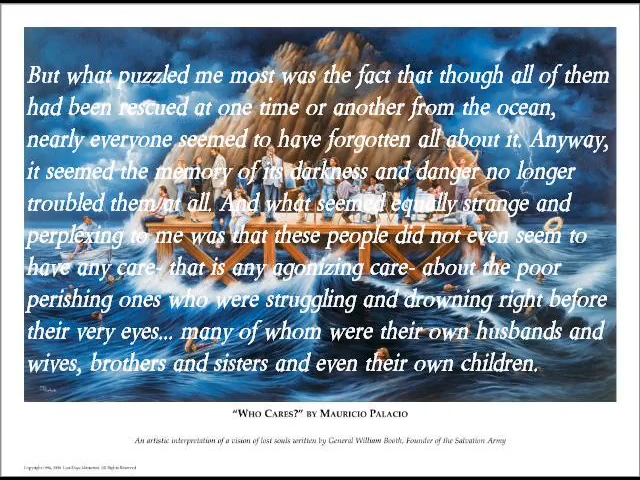 But what puzzled me most was the fact that though all of them
had been rescued at one time or another from the ocean,
nearly everyone seemed to have forgotten all about it. Anyway,
it seemed the memory of its darkness and danger no longer
troubled them at all. And what seemed equally strange and
perplexing to me was that these people did not even seem to
have any care- that is any agonizing care- about the poor
perishing ones who were struggling and drowning right before
their very eyes... many of whom were their own husbands and
wives, brothers and sisters and even their own children.
"Who Cares?" by Mauricio Palacio
An artistic interpretation of a vision of lost souls written by General William Booth, Founder of the Salvation Army
All Rights Reserved